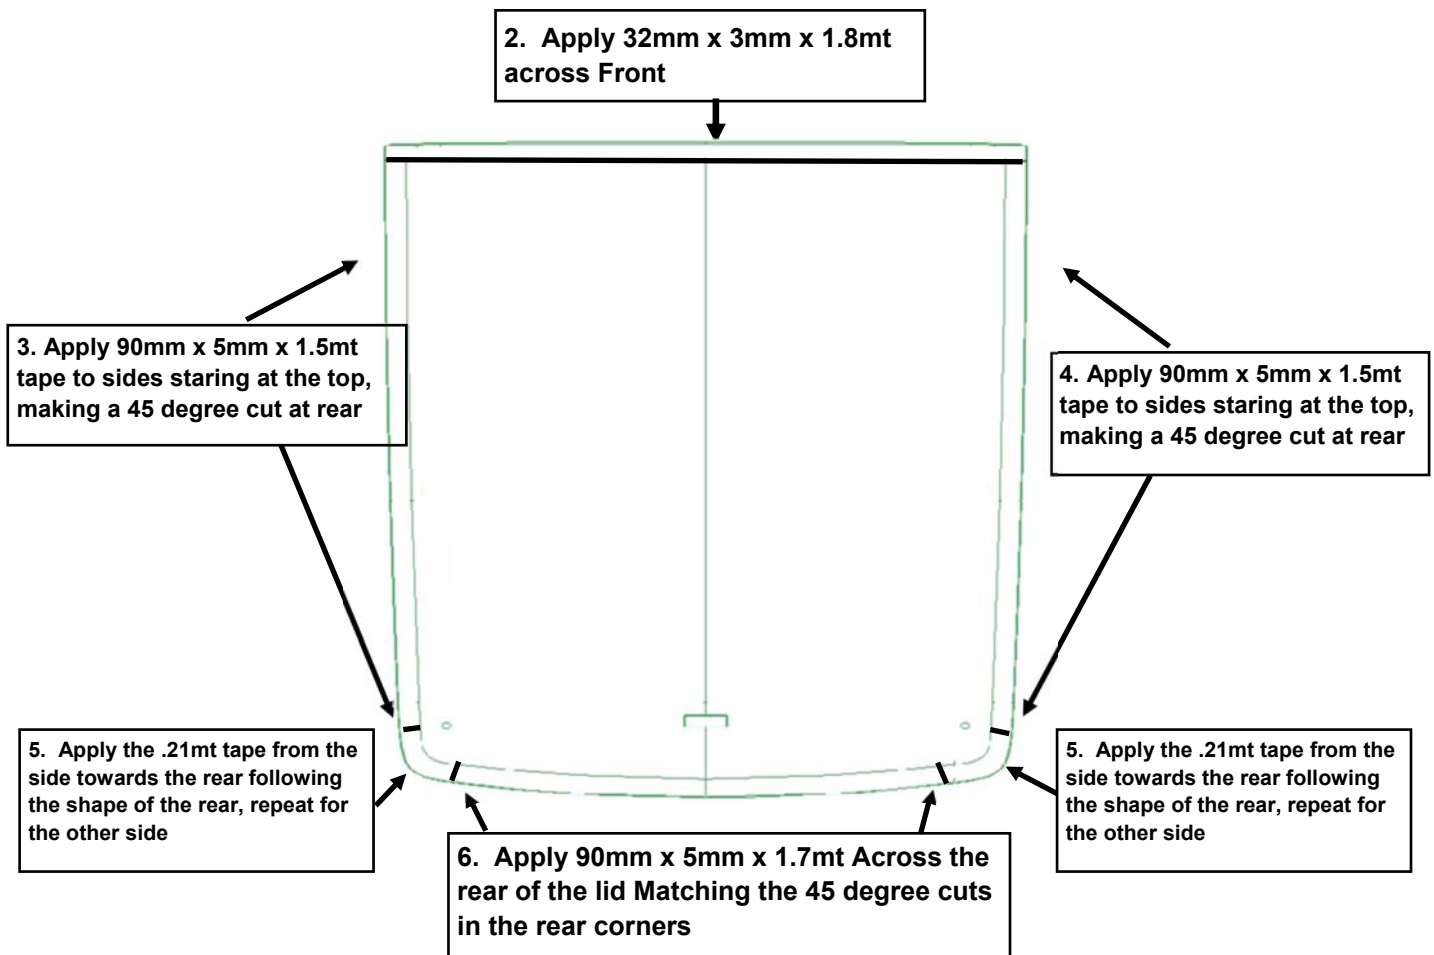 2.  Apply 32mm x 3mm x 1.8mt
across Front
3. Apply 90mm x 5mm x 1.5mt
tape to sides staring at the top,
making a 45 degree cut at rear
4. Apply 90mm x 5mm x 1.5mt
tape to sides staring at the top,
making a 45 degree cut at rear
5.  Apply the .21mt tape from the
side towards the rear following
the shape of the rear, repeat for
the other side
5.  Apply the .21mt tape from the
side towards the rear following
the shape of the rear, repeat for
the other side
6.  Apply 90mm x 5mm x 1.7mt Across the
rear of the lid Matching the 45 degree cuts
in the rear corners